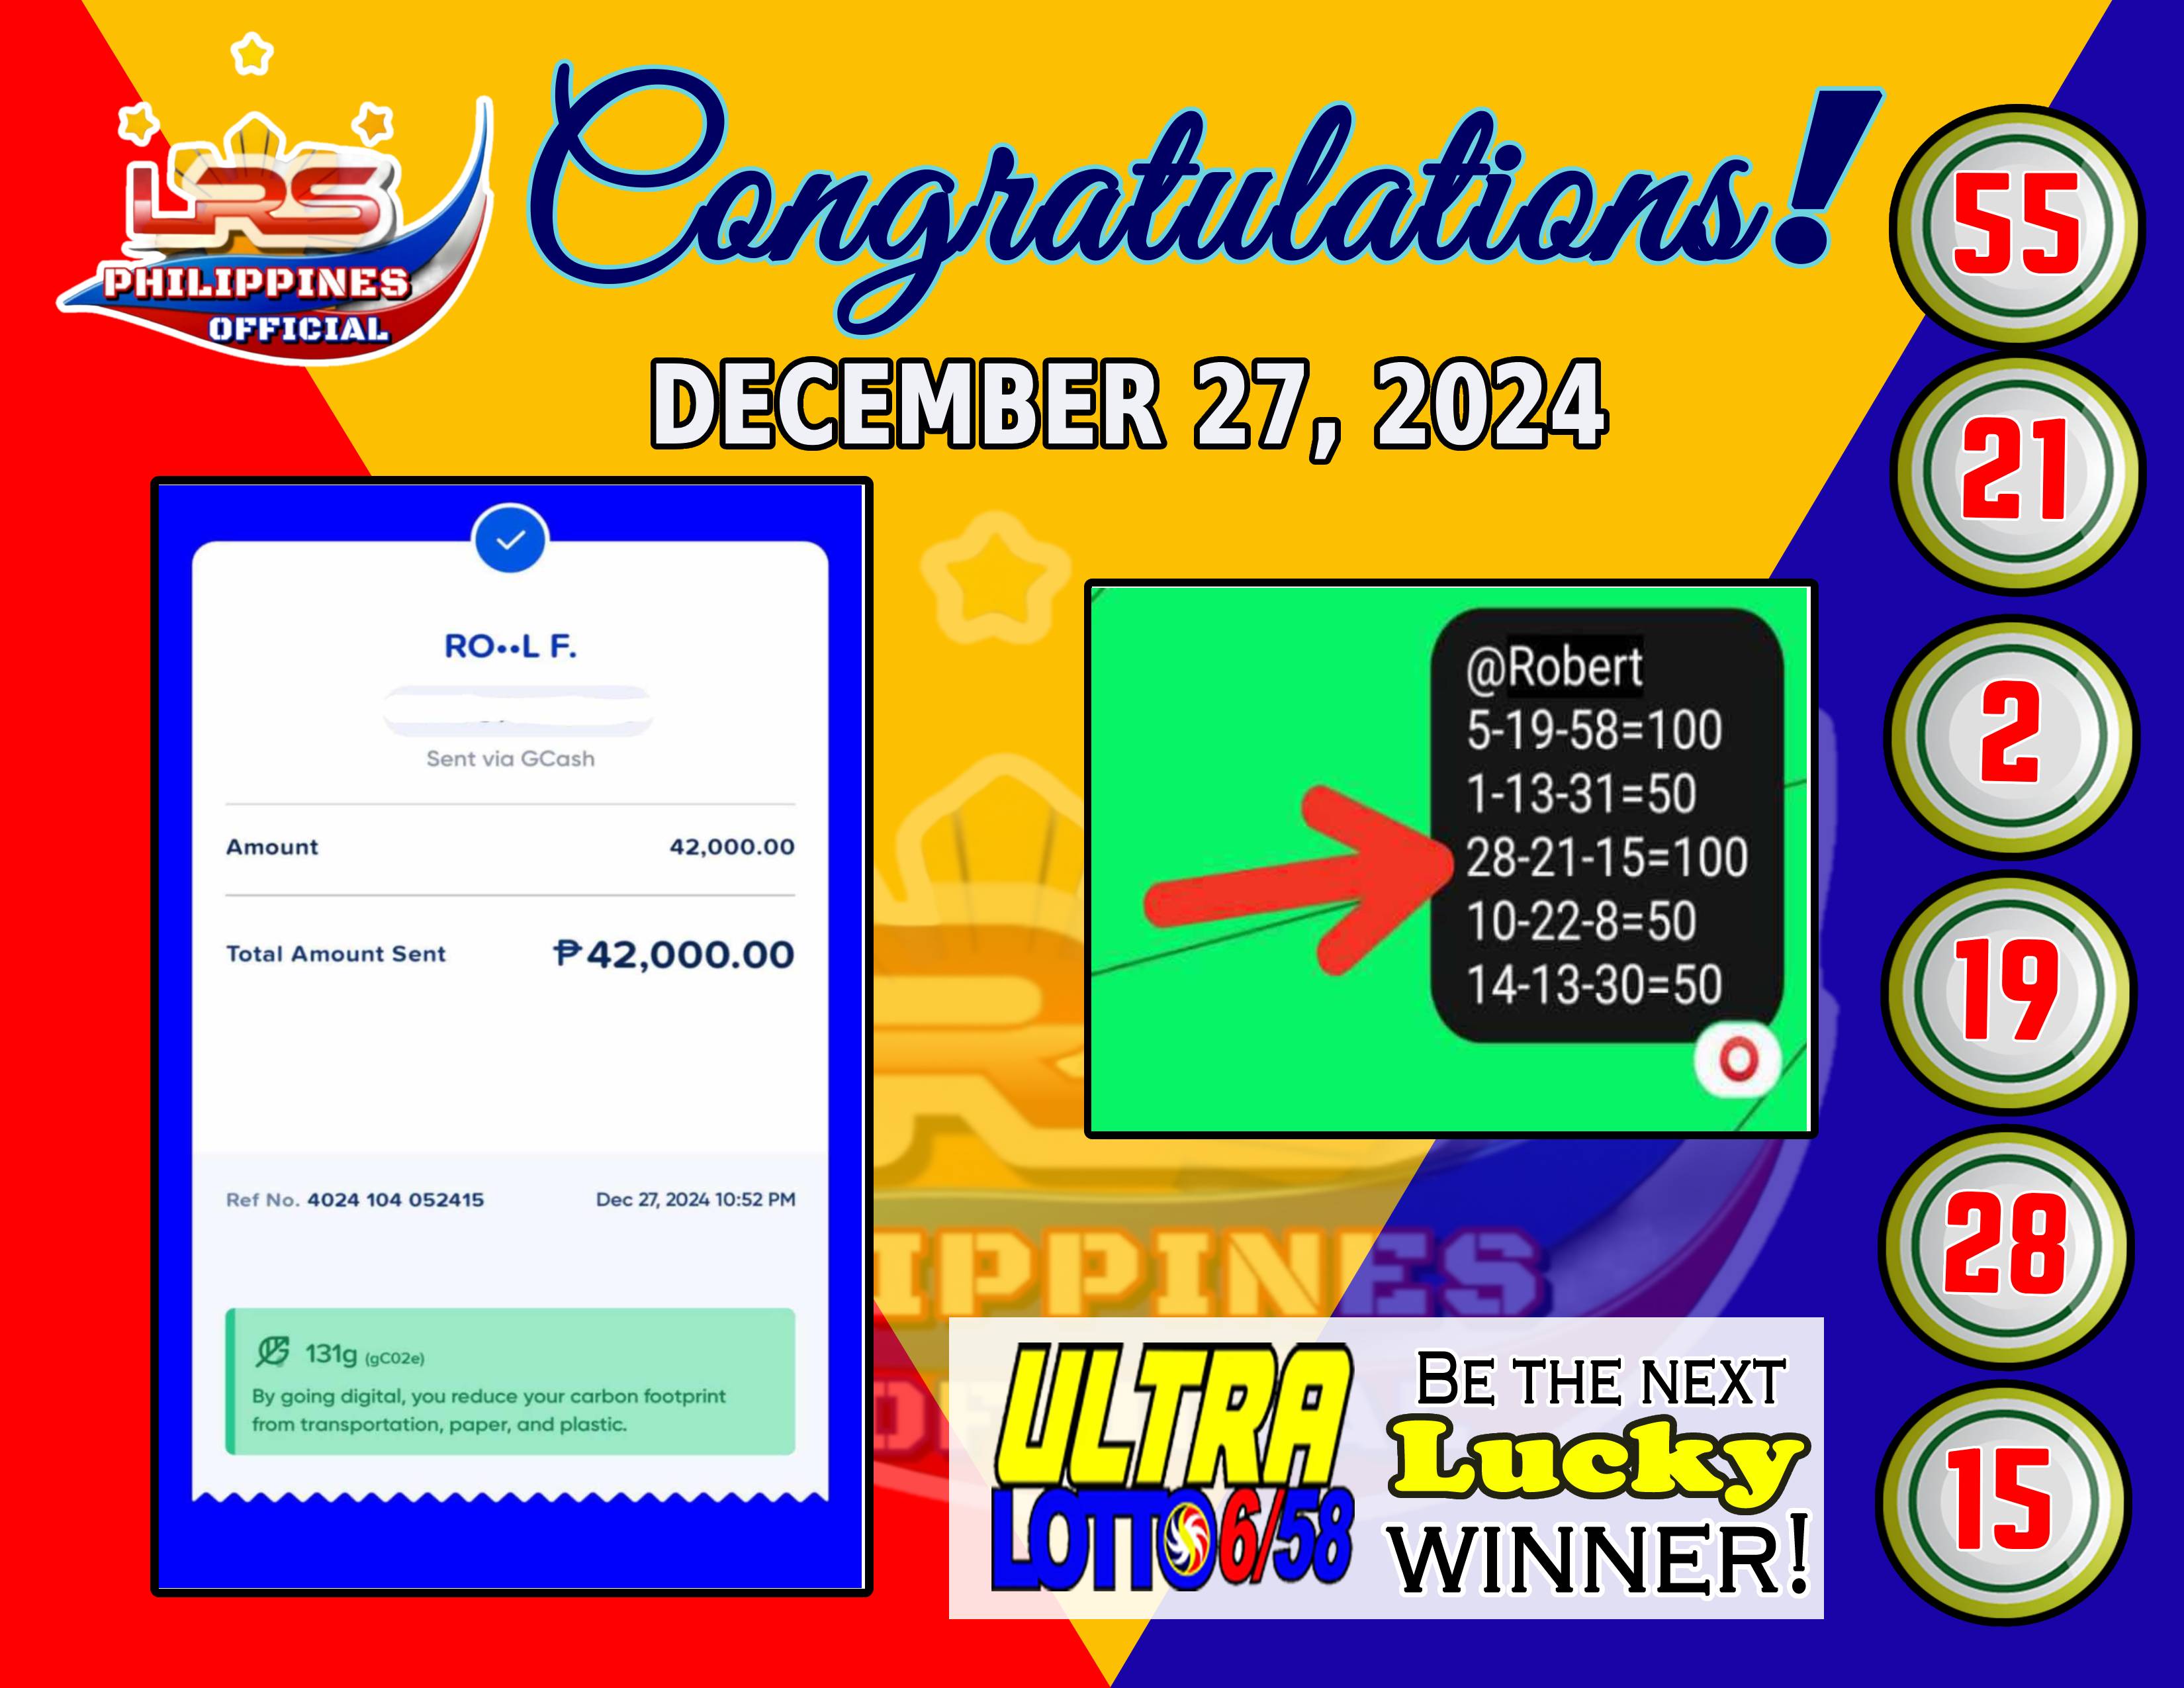 LRS
PHILIPPINES
OFFICIAL
Congratulations!
DECEMBER 27, 2024
RO••L F.
Sent via GCash
Amount 42,000.00
Total Amount Sent ₱42,000.00
Ref No. 4024 104 052415 Dec 27, 2024 10:52 PM
131g (gC02e)
By going digital, you reduce your carbon footprint
from transportation, paper, and plastic.
@Robert
5-19-58=100
1-13-31=50
28-21-15=100
10-22-8=50
14-13-30=50
ULTRA
LOTTO 6/58
BE THE NEXT
Lucky
WINNER!
55
21
2
19
28
15